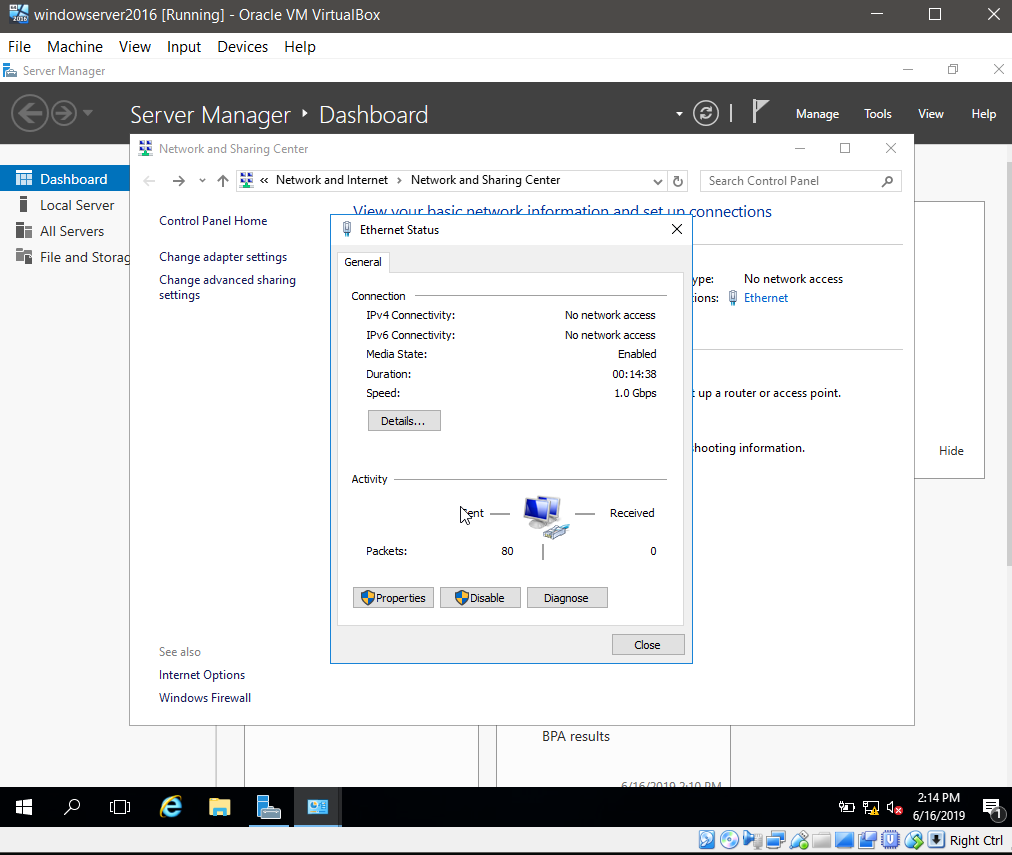 windowserver2016 [Running] - Oracle VM VirtualBox
File Machine View Input Devices Help
Server Manager
Server Manager Dashboard
Manage Tools View Help
Network and Sharing Center
« Network and Internet > Network and Sharing Center
Search Control Panel
Dashboard
Local Server
All Servers
File and Storag
Control Panel Home
Change adapter settings
Change advanced sharing
settings
View your basic network information and set up connections
Ethernet Status
General
Connection
IPv4 Connectivity: No network access
IPv6 Connectivity: No network access
Media State: Enabled
Duration: 00:14:38
Speed: 1.0 Gbps
Details...
Activity
Received
Packets: 80 0
Properties Disable Diagnose
Close
ype: No network access
ions: Ethernet
up a router or access point.
hooting information.
Hide
See also
Internet Options
Windows Firewall
BPA results
6/16/2019 2:10 PM
2:14 PM
6/16/2019
1
Right Ctrl